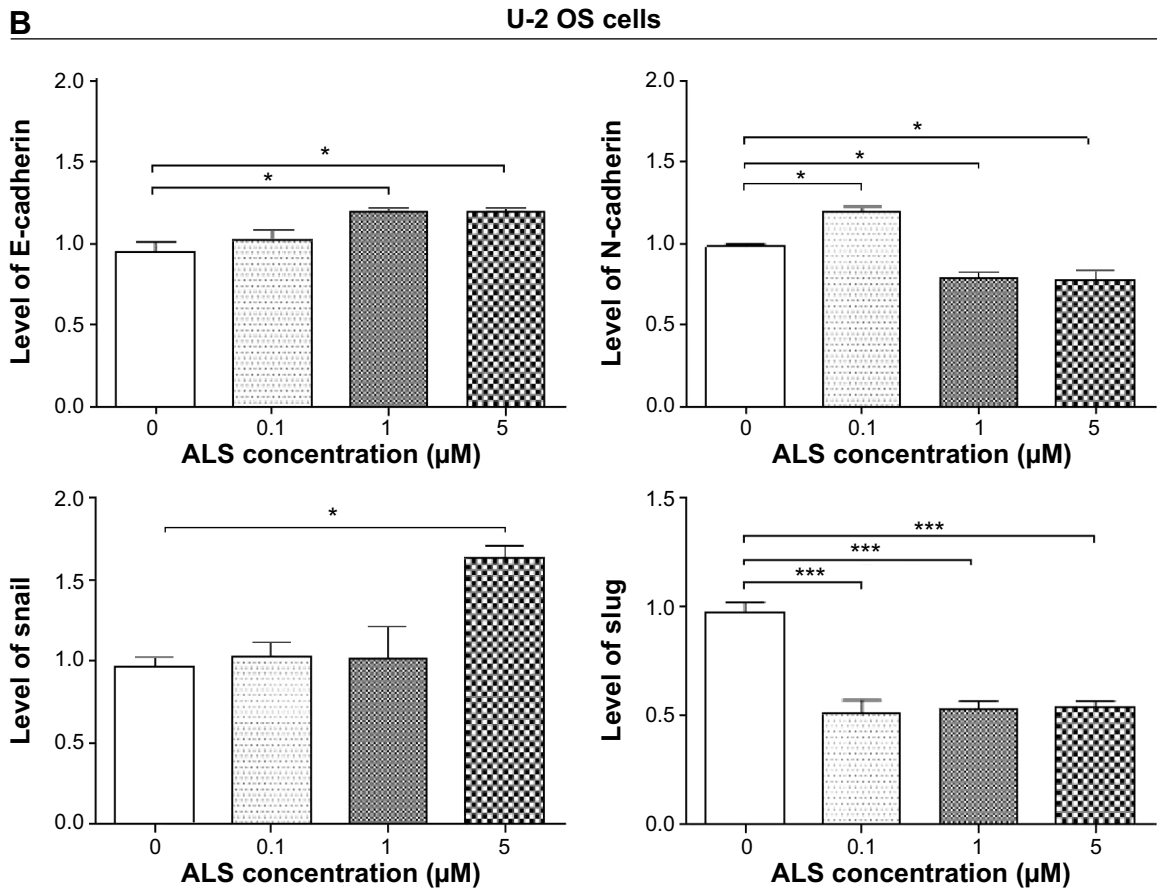 B
U-2 OS cells
Level of E-cadherin
2.0
1.5
1.0
0.5
0.0
*
*
0 0.1 1 5
ALS concentration (µM)
Level of N-cadherin
2.0
1.5
1.0
0.5
0.0
*
*
*
0 0.1 1 5
ALS concentration (µM)
Level of snail
2.0
1.5
1.0
0.5
0.0
*
0 0.1 1 5
ALS concentration (µM)
Level of slug
1.5
1.0
0.5
0.0
***
***
***
0 0.1 1 5
ALS concentration (µM)